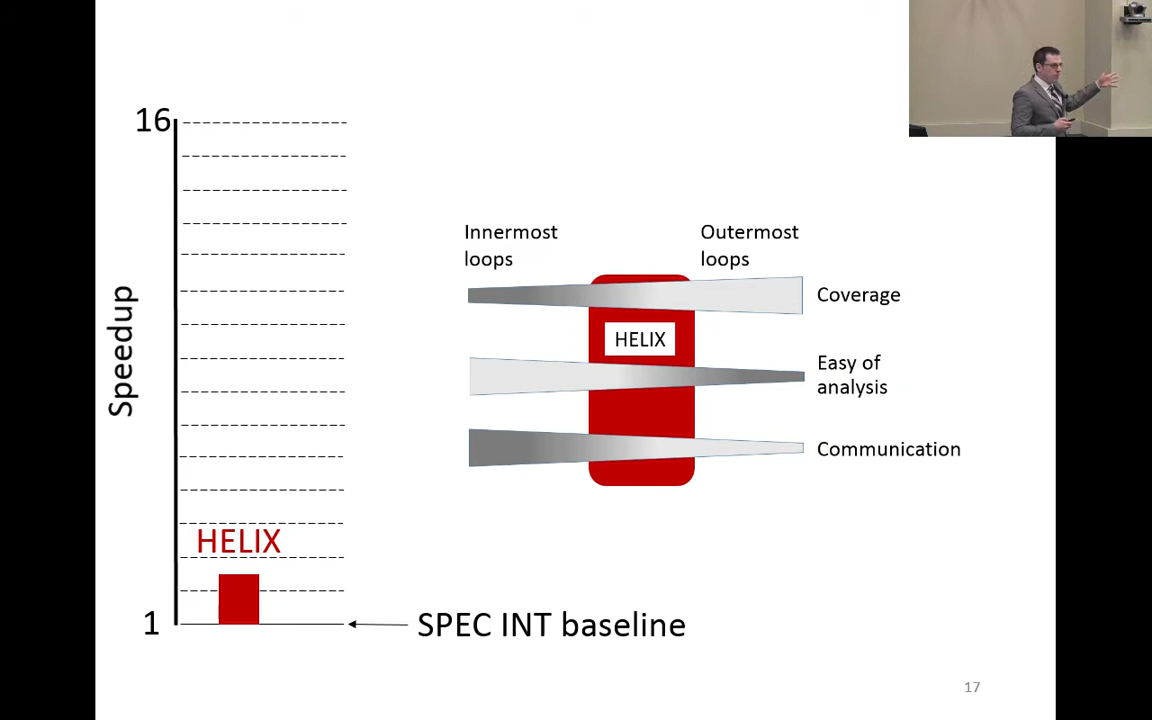 16
Speedup
HELIX
1
SPEC INT baseline
Innermost
loops
Outermost
loops
Coverage
HELIX
Easy of
analysis
Communication
17